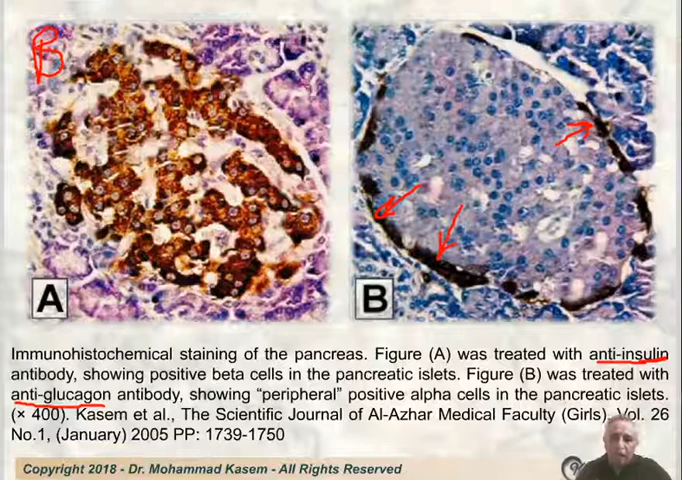 B
A
B
Immunohistochemical staining of the pancreas. Figure (A) was treated with anti-insulin
antibody, showing positive beta cells in the pancreatic islets. Figure (B) was treated with
anti-glucagon antibody, showing “peripheral” positive alpha cells in the pancreatic islets.
(× 400). Kasem et al., The Scientific Journal of Al-Azhar Medical Faculty (Girls). Vol. 26
No.1, (January) 2005 PP: 1739-1750
Copyright 2018 - Dr. Mohammad Kasem - All Rights Reserved